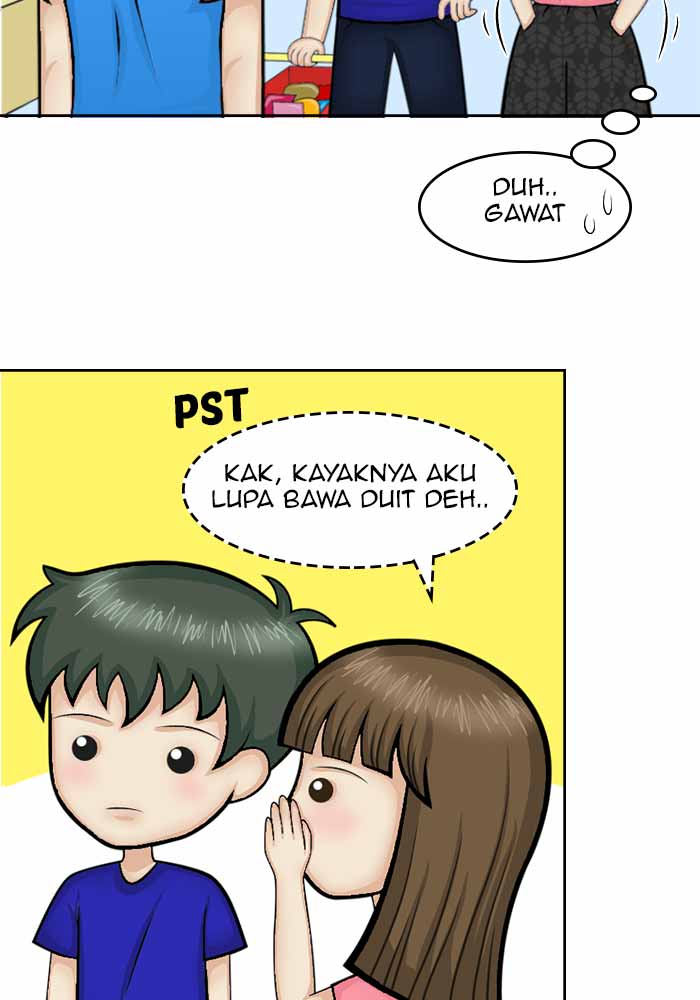 DUH..
GAWAT
PST
KAK, KAYAKNYA AKU
LUPA BAWA DUIT DEH..